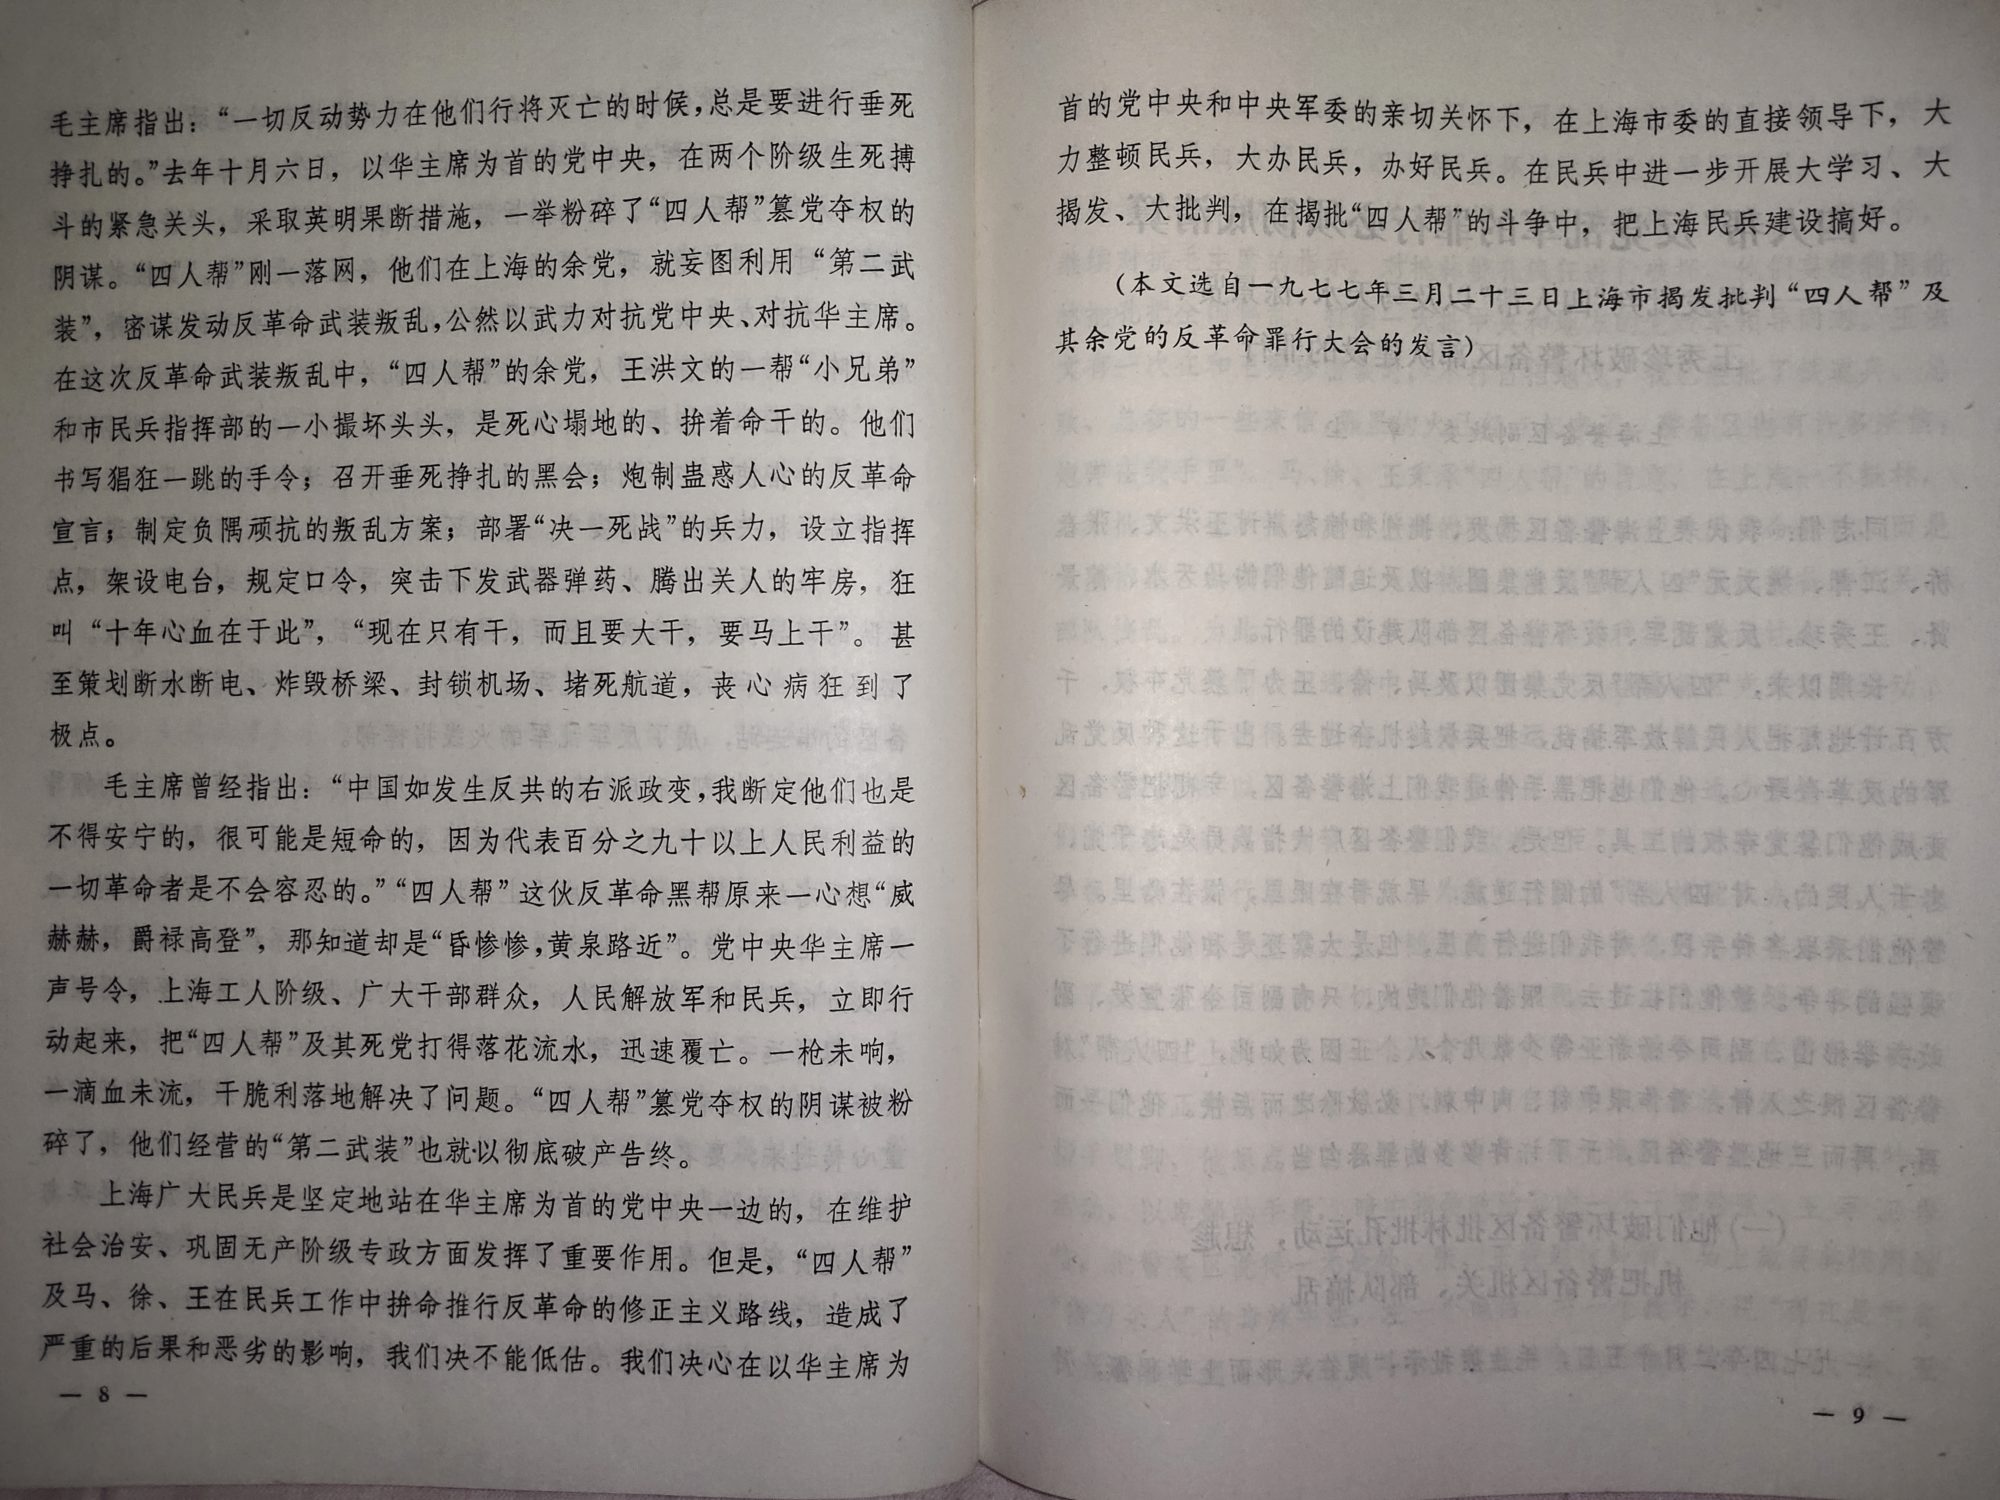 毛主席指出：“一切反动势力在他们行将灭亡的时候，总是要进行垂死
挣扎的。”去年十月六日，以华主席为首的党中央，在两个阶级生死搏
斗的紧急关头，采取英明果断措施，一举粉碎了“四人帮”篡党夺权的
阴谋。“四人帮”刚一落网，他们在上海的余党，就妄图利用“第二武
装”，密谋发动反革命武装叛乱，公然以武力对抗党中央、对抗华主席。
在这次反革命武装叛乱中，“四人帮”的余党，王洪文的一帮“小兄弟”
和市民兵指挥部的一小撮坏头头，是死心塌地的、拚着命干的。他们
书写猖狂一跳的手令；召开垂死挣扎的黑会；炮制蛊惑人心的反革命
宣言；制定负隅顽抗的叛乱方案；部署“决一死战”的兵力，设立指挥
点，架设电台，规定口令，突击下发武器弹药、腾出关人的牢房，狂
叫“十年心血在于此”，“现在只有干，而且要大干，要马上干”。甚
至策划断水断电、炸毁桥梁、封锁机场、堵死航道，丧心病狂到了
极点。
毛主席曾经指出：“中国如发生反共的右派政变，我断定他们也是
不得安宁的，很可能是短命的，因为代表百分之九十以上人民利益的
一切革命者是不会容忍的。”“四人帮”这伙反革命黑帮原来一心想“威
赫赫，爵禄高登”，那知道却是“昏惨惨，黄泉路近”。党中央华主席一
声号令，上海工人阶级、广大干部群众，人民解放军和民兵，立即行
动起来，把“四人帮”及其死党打得落花流水，迅速覆亡。一枪未响，
一滴血未流，干脆利落地解决了问题。“四人帮”篡党夺权的阴谋被粉
碎了，他们经营的“第二武装”也就以彻底破产告终。
上海广大民兵是坚定地站在华主席为首的党中央一边的，在维护
社会治安、巩固无产阶级专政方面发挥了重要作用。但是，“四人帮”
及马、徐、王在民兵工作中拚命推行反革命的修正主义路线，造成了
严重的后果和恶劣的影响，我们决不能低估。我们决心在以华主席为
— 8 —
首的党中央和中央军委的亲切关怀下，在上海市委的直接领导下，大
力整顿民兵，大办民兵，办好民兵。在民兵中进一步开展大学习、大
揭发、大批判，在揭批“四人帮”的斗争中，把上海民兵建设搞好。
（本文选自一九七七年三月二十三日上海市揭发批判“四人帮”及
其余党的反革命罪行大会的发言）
— 9 —